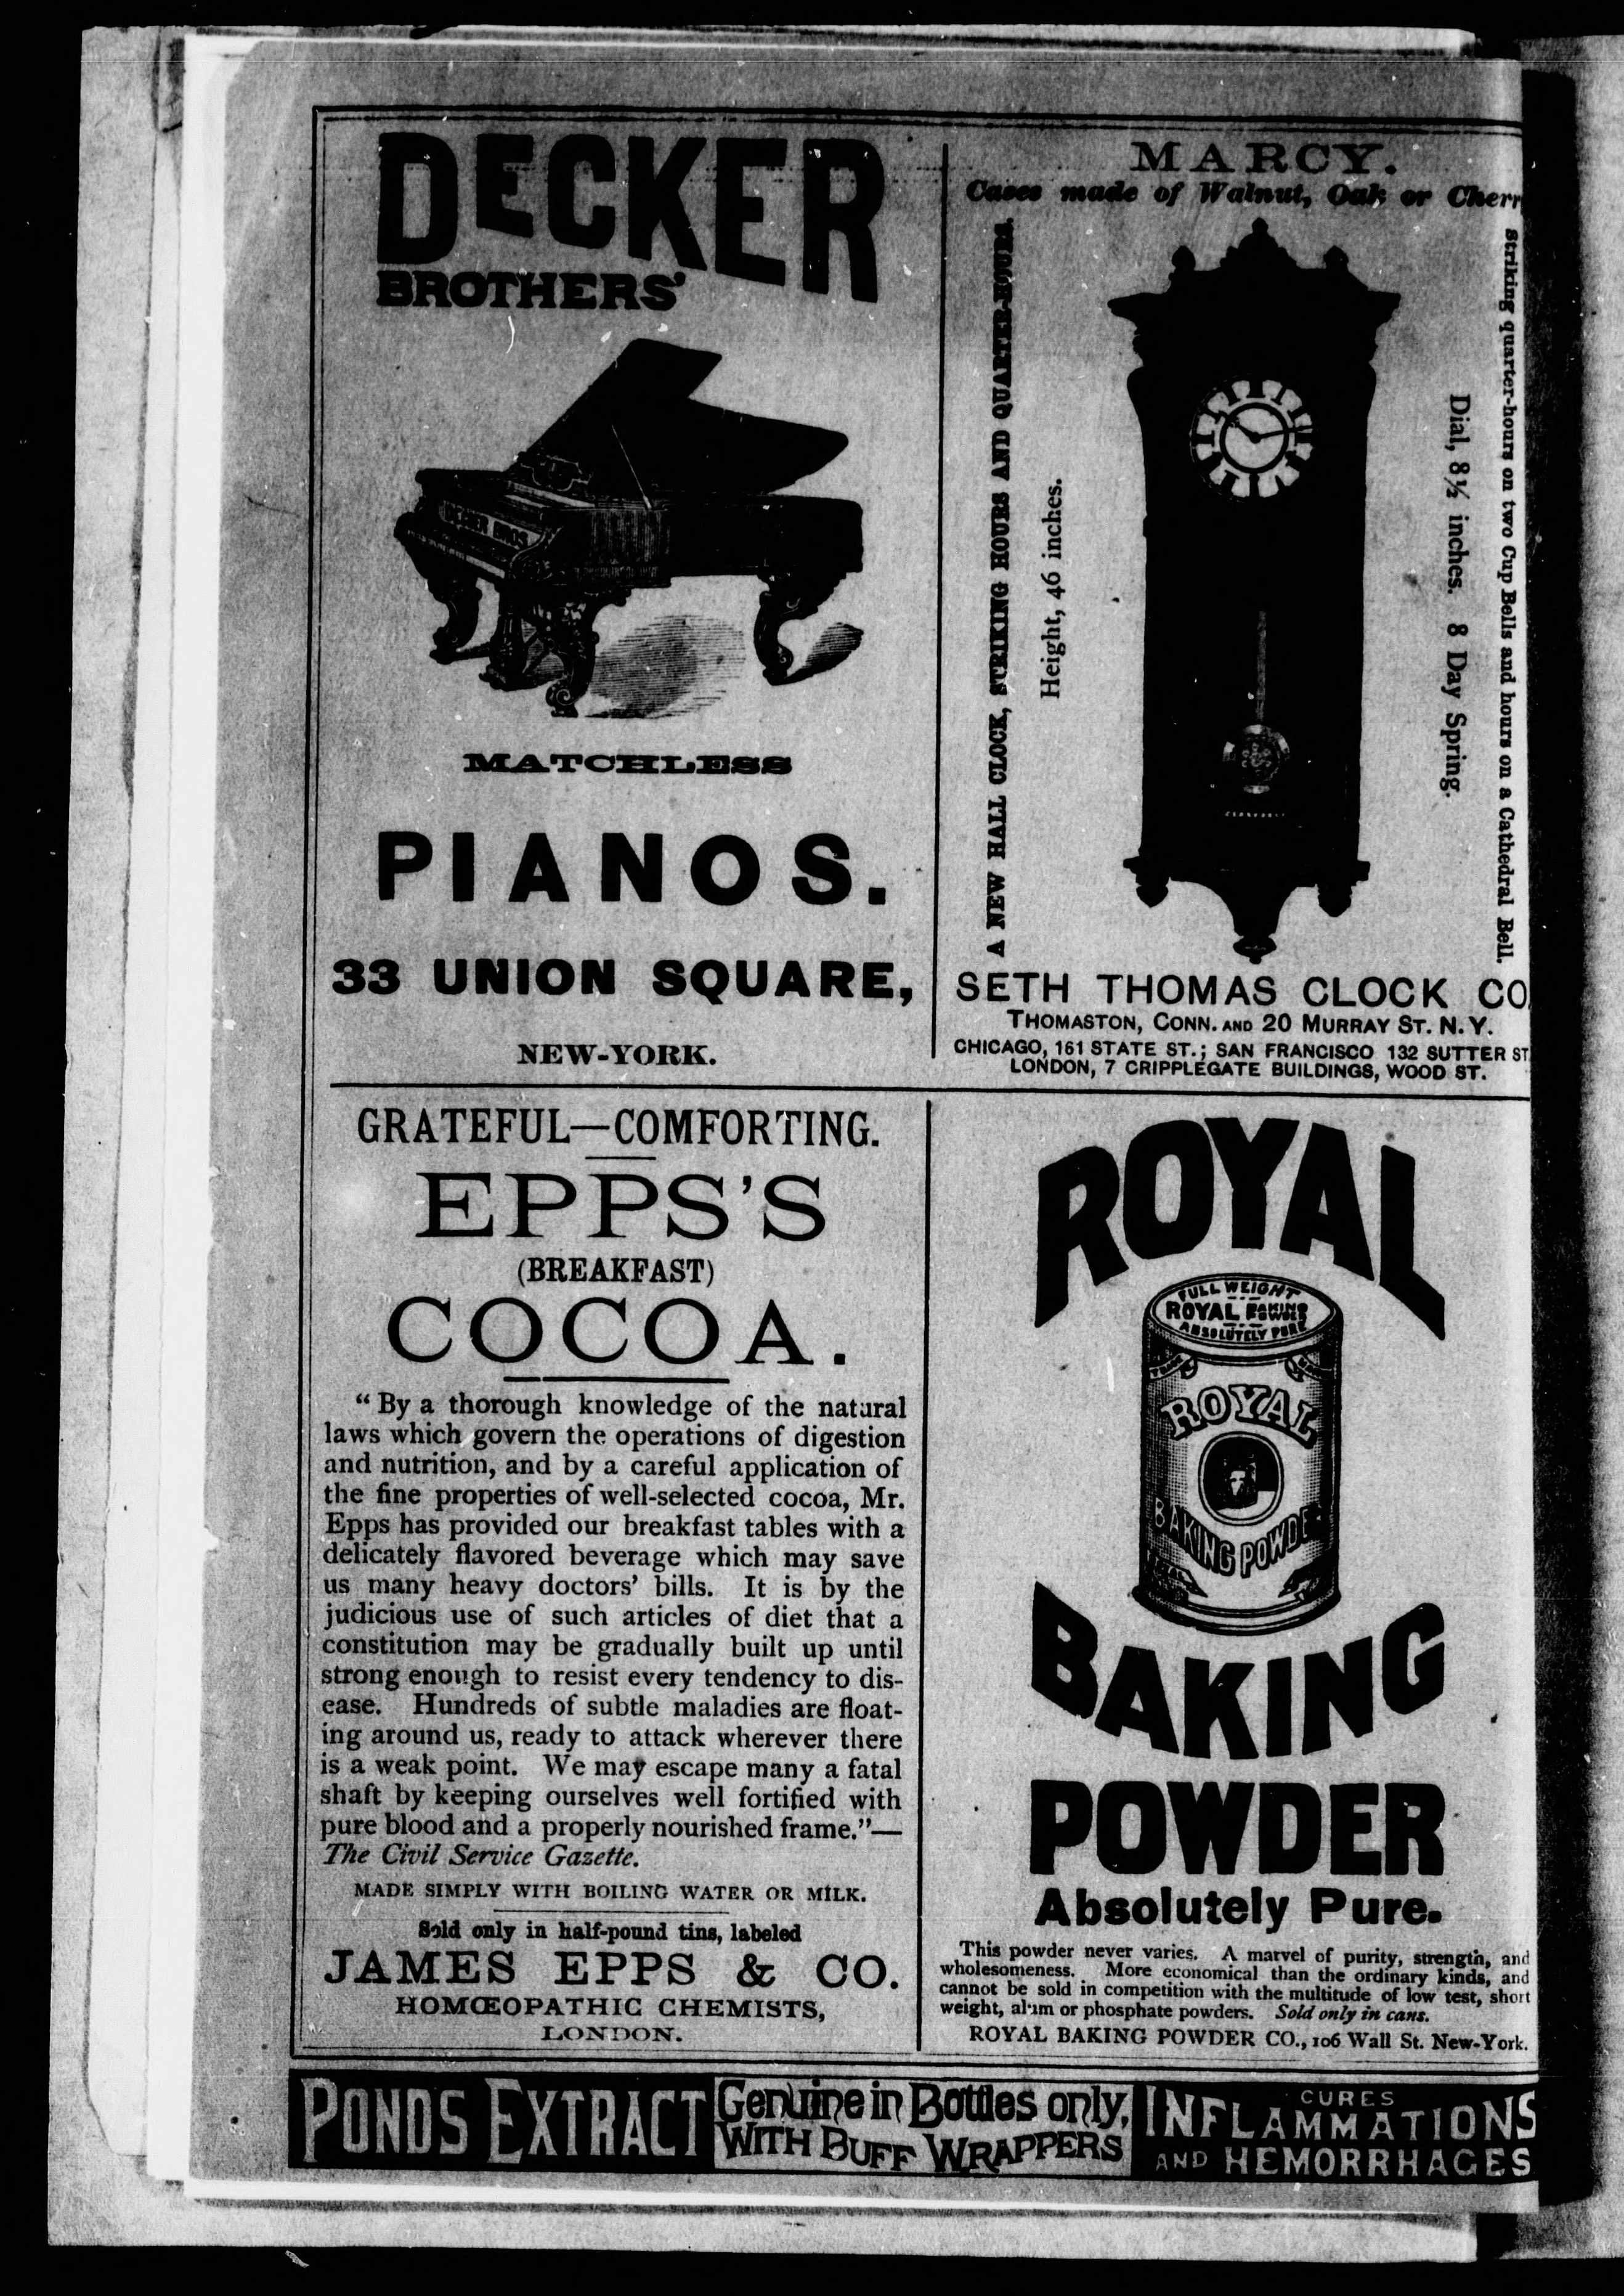 DECKER
BROTHERS'
DECKER BROS.
MATCHLESS
PIANOS.
33 UNION SQUARE,
NEW-YORK.
MARCY.
Cases made of Walnut, Oak or Cherr
A NEW HALL CLOCK, STRIKING HOURS AND QUARTER-HOURS.
Height, 46 inches.
Dial, 8½ inches. 8 Day Spring.
Striking quarter-hours on two Cup Bells and hours on a Cathedral Bell.
SETH THOMAS CLOCK CO
THOMASTON, CONN. AND 20 MURRAY ST. N.Y.
CHICAGO, 161 STATE ST.; SAN FRANCISCO 132 SUTTER ST
LONDON, 7 CRIPPLEGATE BUILDINGS, WOOD ST.
GRATEFUL—COMFORTING.
EPPS'S
(BREAKFAST)
COCOA.
"By a thorough knowledge of the natural
laws which govern the operations of digestion
and nutrition, and by a careful application of
the fine properties of well-selected cocoa, Mr.
Epps has provided our breakfast tables with a
delicately flavored beverage which may save
us many heavy doctors' bills. It is by the
judicious use of such articles of diet that a
constitution may be gradually built up until
strong enough to resist every tendency to dis-
ease. Hundreds of subtle maladies are float-
ing around us, ready to attack wherever there
is a weak point. We may escape many a fatal
shaft by keeping ourselves well fortified with
pure blood and a properly nourished frame."—
The Civil Service Gazette.
MADE SIMPLY WITH BOILING WATER OR MILK.
Sold only in half-pound tins, labeled
JAMES EPPS & CO.
HOMŒOPATHIC CHEMISTS,
LONDON.
ROYAL
FULL WEIGHT
ROYAL BAKING POWDER
ABSOLUTELY PURE
ROYAL
BAKING POWDER
BAKING
POWDER
Absolutely Pure.
This powder never varies. A marvel of purity, strength, and
wholesomeness. More economical than the ordinary kinds, and
cannot be sold in competition with the multitude of low test, short
weight, alum or phosphate powders. Sold only in cans.
ROYAL BAKING POWDER CO., 106 Wall St. New-York.
PONDS EXTRACT
Genuine in Bottles only,
WITH BUFF WRAPPERS
CURES
INFLAMMATIONS
AND HEMORRHAGES